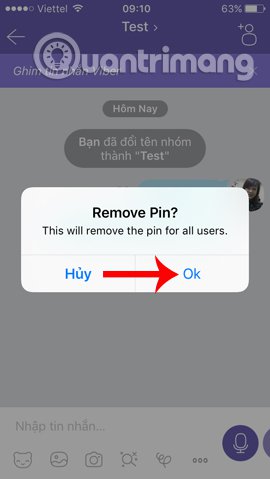 Viettel 09:10 63%
Test >
Quantrimang
Ghim tin nhắn Viber
Hôm Nay
Bạn đã đổi tên nhóm
thành "Test"
Remove Pin?
This will remove the pin for all users.
Hủy Ok
Nhập tin nhắn...